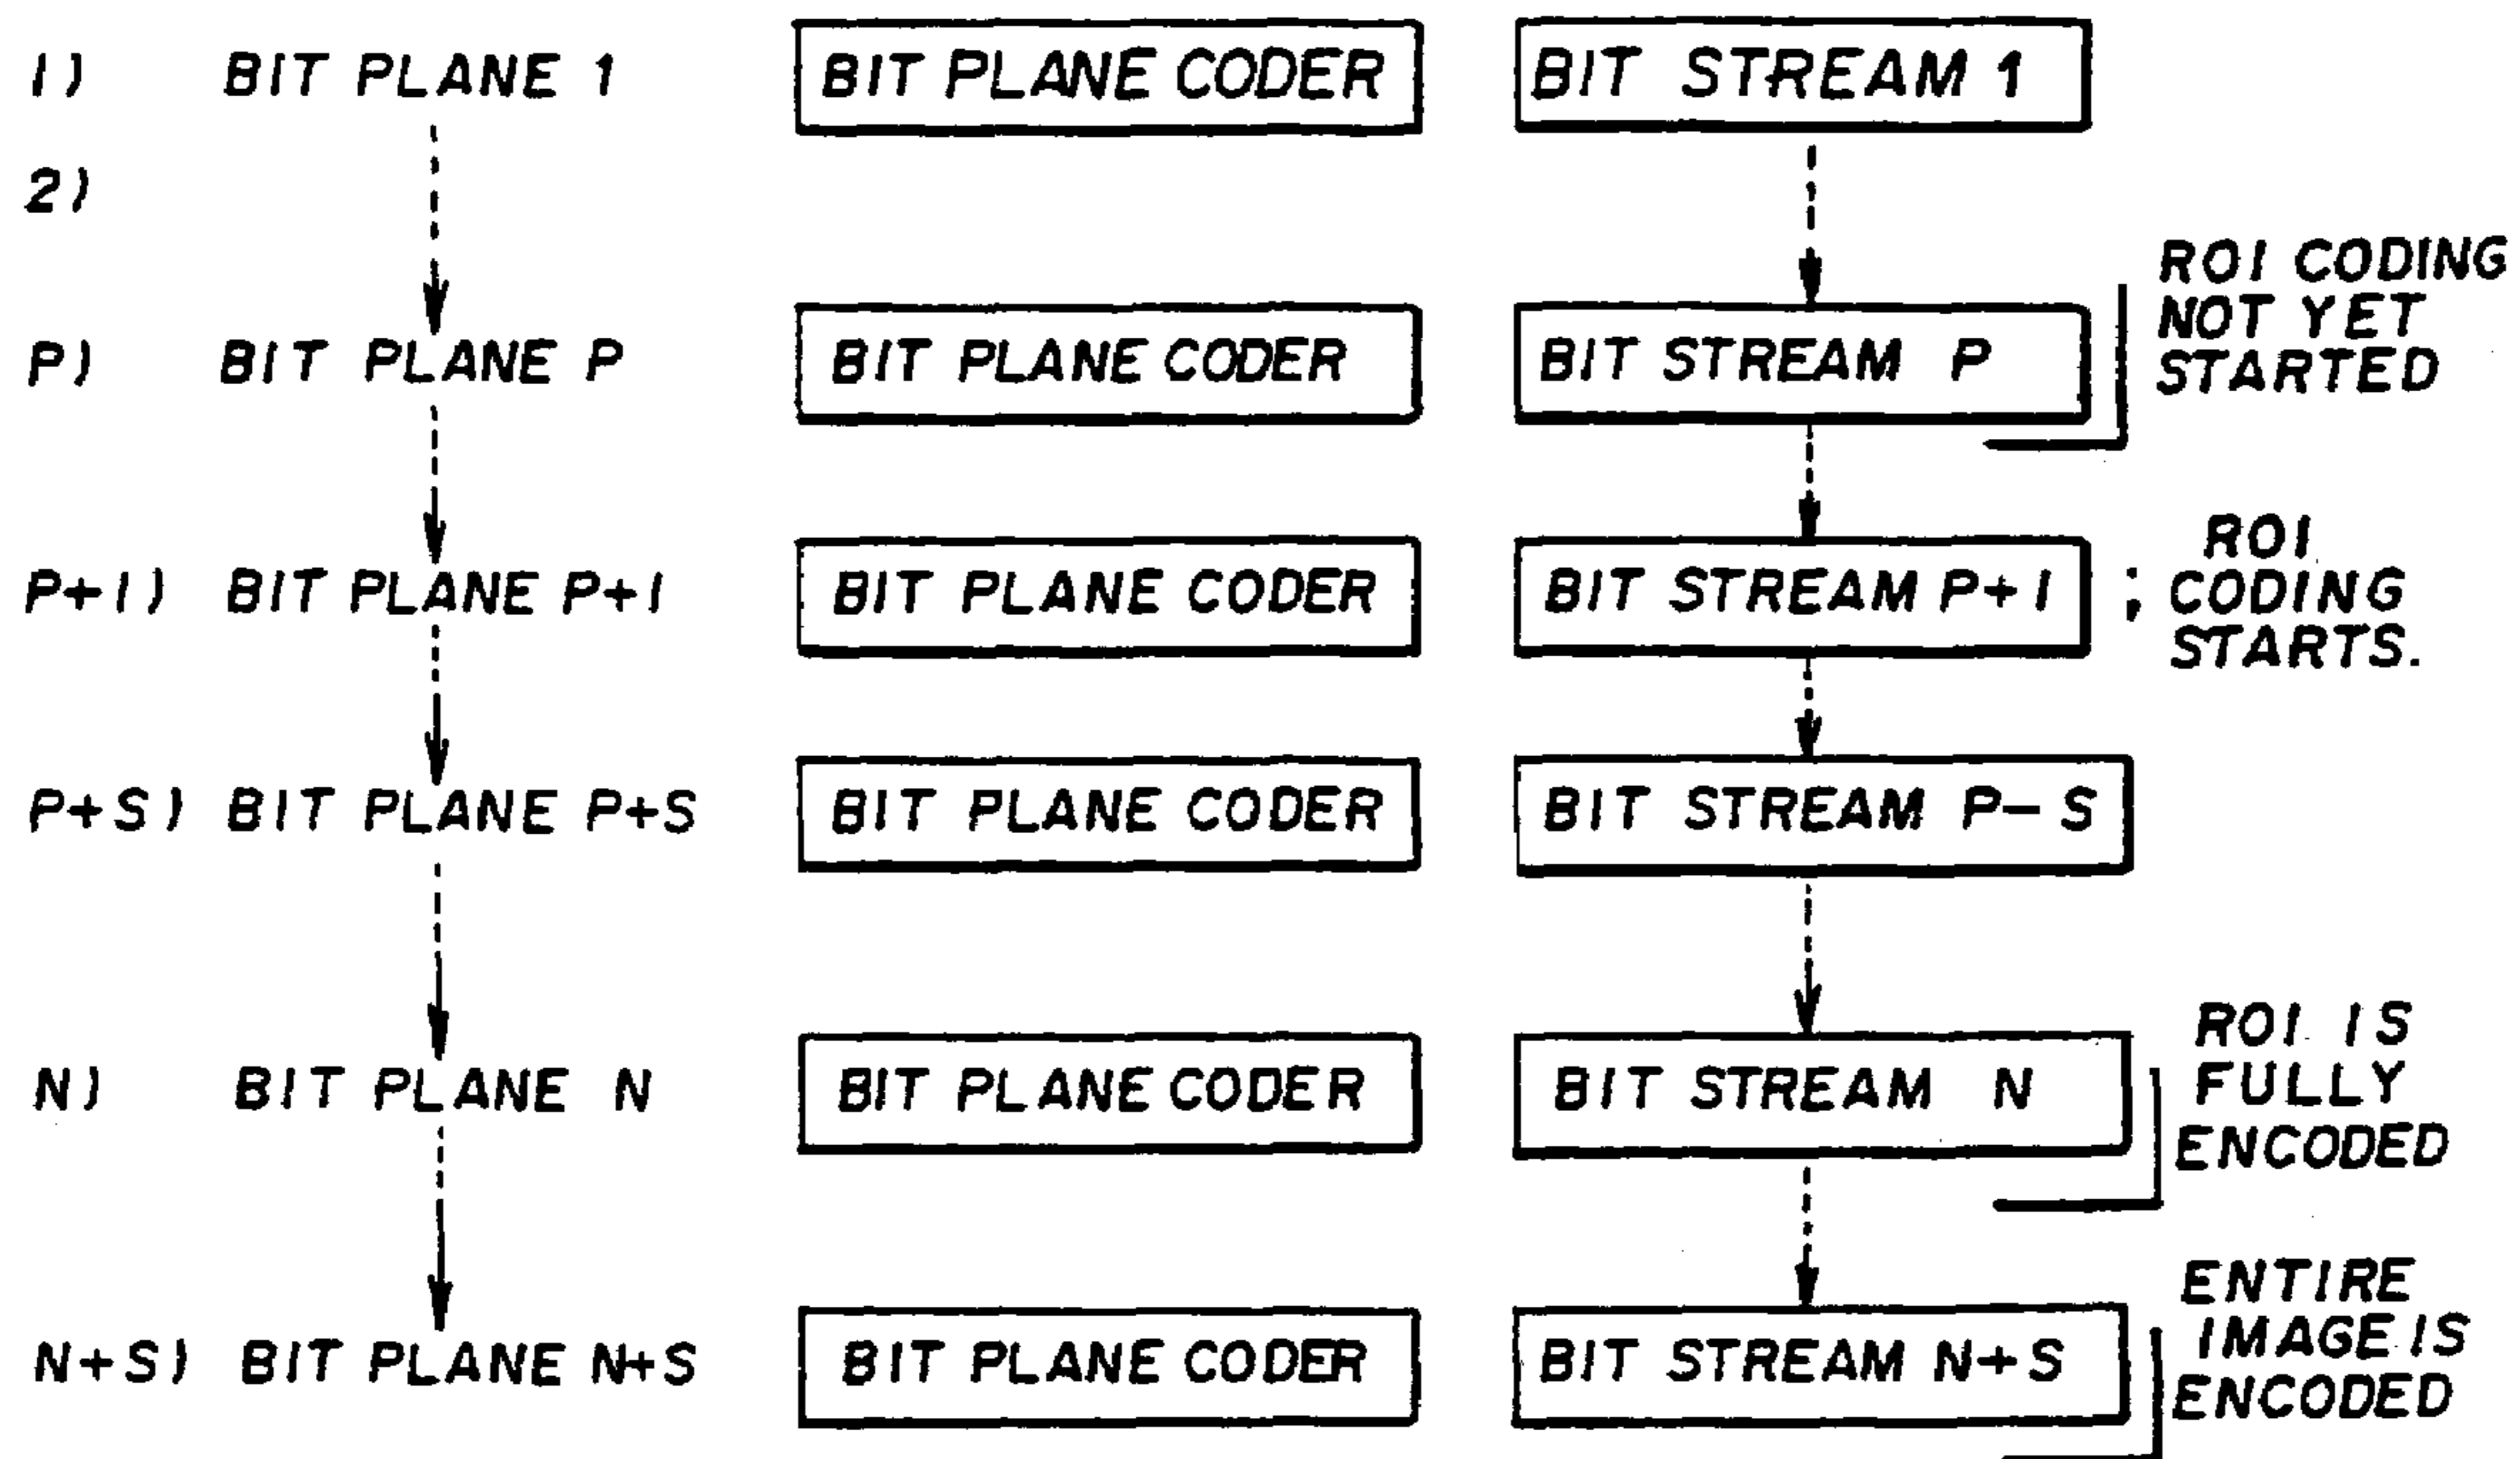 1) BIT PLANE 1 BIT PLANE CODER BIT STREAM 1
2)
P) BIT PLANE P BIT PLANE CODER BIT STREAM P
ROI CODING
NOT YET
STARTED
P+1) BIT PLANE P+1 BIT PLANE CODER BIT STREAM P+1 ;
ROI
CODING
STARTS.
P+S) BIT PLANE P+S BIT PLANE CODER BIT STREAM P-S
N) BIT PLANE N BIT PLANE CODER BIT STREAM N
ROI IS
FULLY
ENCODED
N+S) BIT PLANE N+S BIT PLANE CODER BIT STREAM N+S
ENTIRE
IMAGE IS
ENCODED